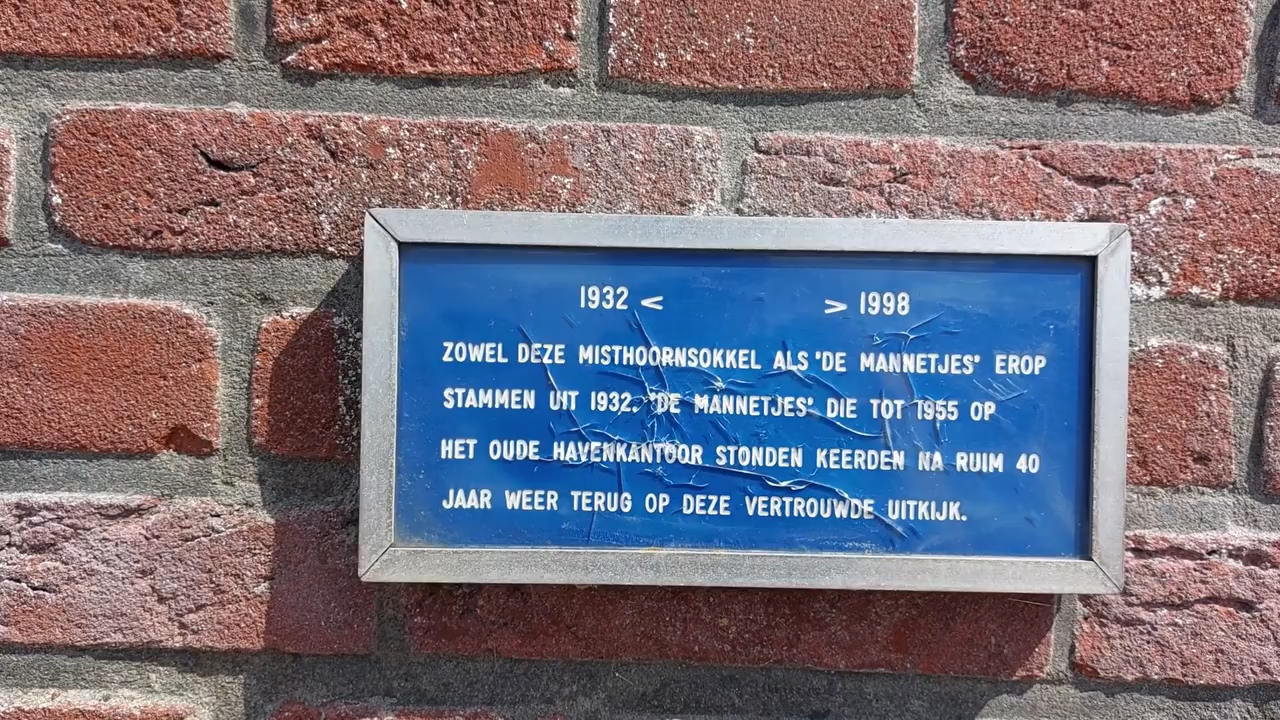 1932 < > 1998
ZOWEL DEZE MISTHOORNSOKKEL ALS 'DE MANNETJES' EROP
STAMMEN UIT 1932. 'DE MANNETJES' DIE TOT 1955 OP
HET OUDE HAVENKANTOOR STONDEN KEERDEN NA RUIM 40
JAAR WEER TERUG OP DEZE VERTROUWDE UITKIJK.